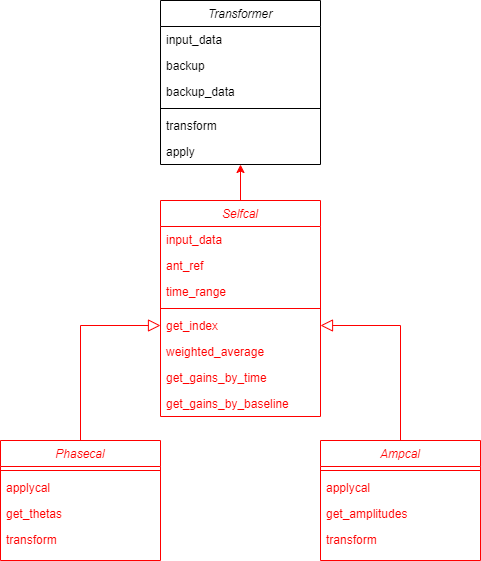 Transformer
input_data
backup
backup_data
transform
apply
Selfcal
input_data
ant_ref
time_range
get_index
weighted_average
get_gains_by_time
get_gains_by_baseline
Phasecal
applycal
get_thetas
transform
Ampcal
applycal
get_amplitudes
transform